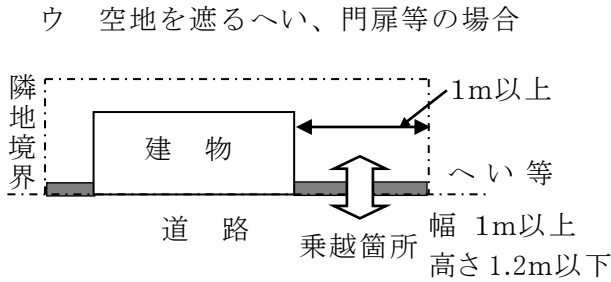 ウ 空地を遮るへい、門扉等の場合
隣地境界
1m以上
建 物
へい等
道 路
乗越箇所
幅 1m以上
高さ1.2m以下